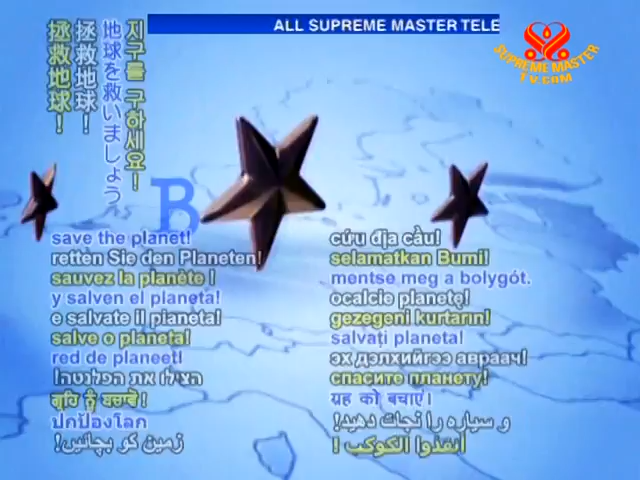 ALL SUPREME MASTER TELE
SUPREME MASTER
TV.COM
拯救地球！
拯救地球！
地球を救いましょう
지구를 구하세요!
B
save the planet!
rettèn Sie den Planeten!
sauvez la planète !
y salven el planeta!
e salvate il pianeta!
salve o planeta!
red de planeet!
הצילו את הפלנטה!
ਗ੍ਰਹਿ ਨੂੰ ਬਚਾਵੋ!
ปกป้องโลก
زمین کو بچائیں!
cứu địa cầu!
selamatkan Bumi!
mentse meg a bolygót.
ocalcie planetę!
gezegeni kurtarın!
salvați planeta!
эх дэлхийгээ авраач!
спасите планету!
ग्रह को बचाएं।
و سیاره را نجات دهید!
أنقذوا الكوكب !